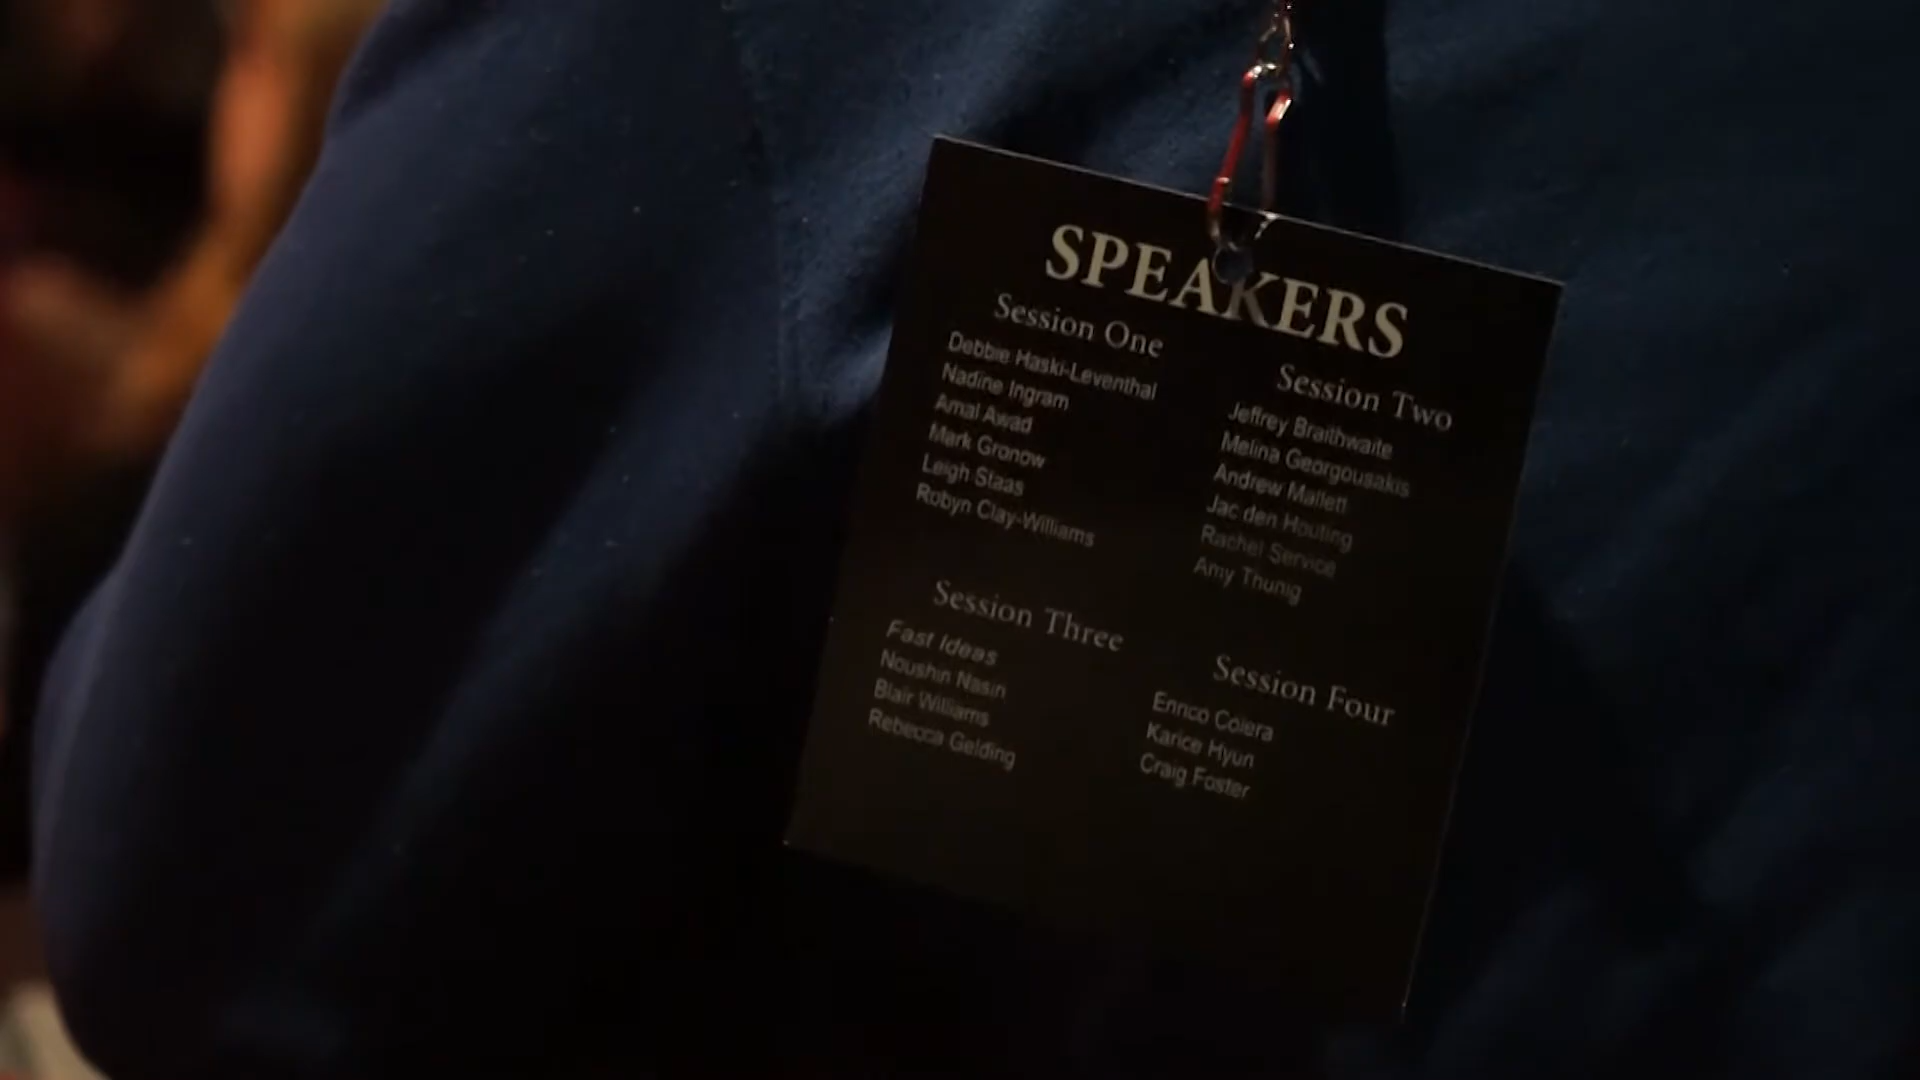 SPEAKERS
Session One
Debbie Haski-Leventhal
Nadine Ingram
Amal Awad
Mark Gronow
Leigh Staas
Robyn Clay-Williams
Session Two
Jeffrey Braithwaite
Melina Georgousakis
Andrew Mallett
Jac den Houting
Rachel Service
Amy Thunig
Session Three
Fast Ideas
Noushin Nasiri
Blair Williams
Rebecca Gelding
Session Four
Enrico Coiera
Karice Hyun
Craig Foster